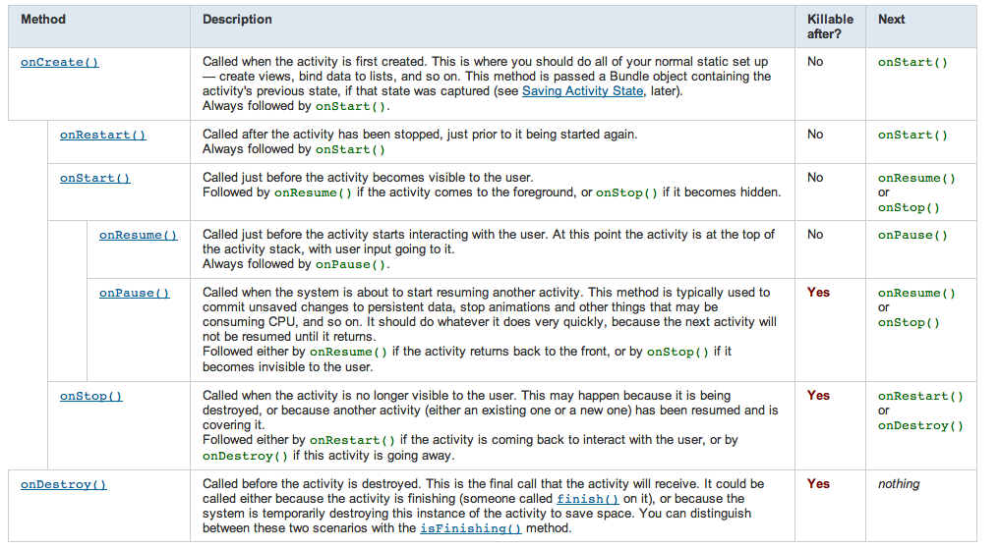 Method Description Killable after? Next
onCreate() Called when the activity is first created. This is where you should do all of your normal static set up No onStart()
— create views, bind data to lists, and so on. This method is passed a Bundle object containing the
activity's previous state, if that state was captured (see Saving Activity State, later).
Always followed by onStart().
onRestart() Called after the activity has been stopped, just prior to it being started again. No onStart()
Always followed by onStart()
onStart() Called just before the activity becomes visible to the user. No onResume()
Followed by onResume() if the activity comes to the foreground, or onStop() if it becomes hidden. or
onStop()
onResume() Called just before the activity starts interacting with the user. At this point the activity is at the top of No onPause()
the activity stack, with user input going to it.
Always followed by onPause().
onPause() Called when the system is about to start resuming another activity. This method is typically used to Yes onResume()
commit unsaved changes to persistent data, stop animations and other things that may be or
consuming CPU, and so on. It should do whatever it does very quickly, because the next activity will onStop()
not be resumed until it returns.
Followed either by onResume() if the activity returns back to the front, or by onStop() if it
becomes invisible to the user.
onStop() Called when the activity is no longer visible to the user. This may happen because it is being Yes onRestart()
destroyed, or because another activity (either an existing one or a new one) has been resumed and is or
covering it. onDestroy()
Followed either by onRestart() if the activity is coming back to interact with the user, or by
onDestroy() if this activity is going away.
onDestroy() Called before the activity is destroyed. This is the final call that the activity will receive. It could be Yes nothing
called either because the activity is finishing (someone called finish() on it), or because the
system is temporarily destroying this instance of the activity to save space. You can distinguish
between these two scenarios with the isFinishing() method.